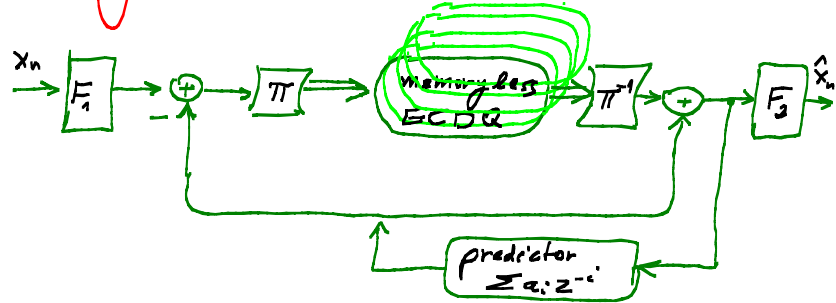 xₙ
F₁
+
−
π
memoryless
ECDQ
π⁻¹
+
F₂
x̂ₙ
predictor
Σ aᵢ z⁻ⁱ